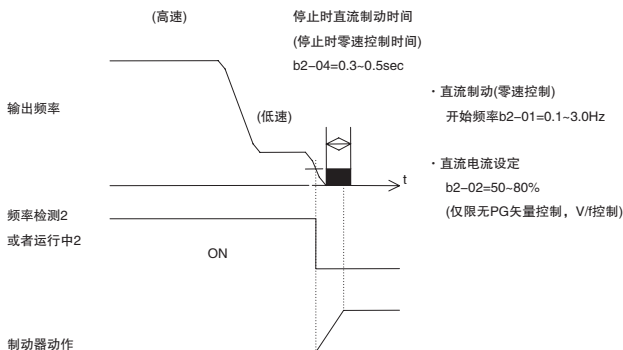 (高速)
停止时直流制动时间
(停止时零速控制时间)
b2-04=0.3~0.5sec
输出频率
(低速)
・直流制动(零速控制)
开始频率b2-01=0.1~3.0Hz
t
・直流电流设定
b2-02=50~80%
(仅限无PG矢量控制，V/f控制)
频率检测2
或者运行中2
ON
制动器动作